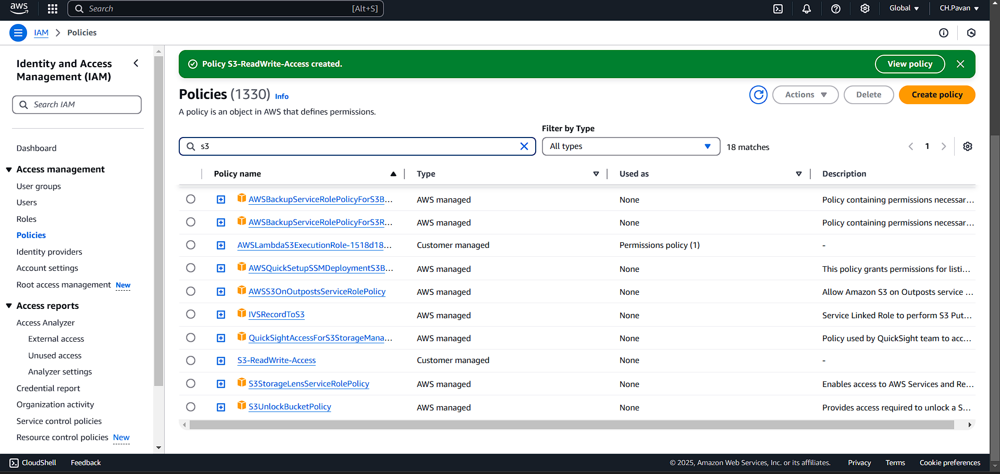 aws
Search [Alt+S] Global CH.Pavan
IAM Policies
Identity and Access Management (IAM)
Search IAM
Dashboard
Access management
User groups
Users
Roles
Policies
Identity providers
Account settings
Root access management New
Access reports
Access Analyzer
External access
Unused access
Analyzer settings
Credential report
Organization activity
Service control policies
Resource control policies New
Policy S3-ReadWrite-Access created. View policy
Policies (1330) Info
Actions Delete Create policy
A policy is an object in AWS that defines permissions.
Filter by Type
s3 All types 18 matches 1
Policy name Type Used as Description
AWSBackupServiceRolePolicyForS3B... AWS managed None Policy containing permissions necessar...
AWSBackupServiceRolePolicyForS3R... AWS managed None Policy containing permissions necessar...
AWSLambdaS3ExecutionRole-1518d18... Customer managed Permissions policy (1) -
AWSQuickSetupSSMDeploymentS3B... AWS managed None This policy grants permissions for listi...
AWSS3OnOutpostsServiceRolePolicy AWS managed None Allow Amazon S3 on Outposts service ...
IVSRecordToS3 AWS managed None Service Linked Role to perform S3 Put...
QuickSightAccessForS3StorageMana... AWS managed None Policy used by QuickSight team to acc...
S3-ReadWrite-Access Customer managed None -
S3StorageLensServiceRolePolicy AWS managed None Enables access to AWS Services and Re...
S3UnlockBucketPolicy AWS managed None Provides access required to unlock a S...
CloudShell Feedback © 2025, Amazon Web Services, Inc. or its affiliates. Privacy Terms Cookie preferences